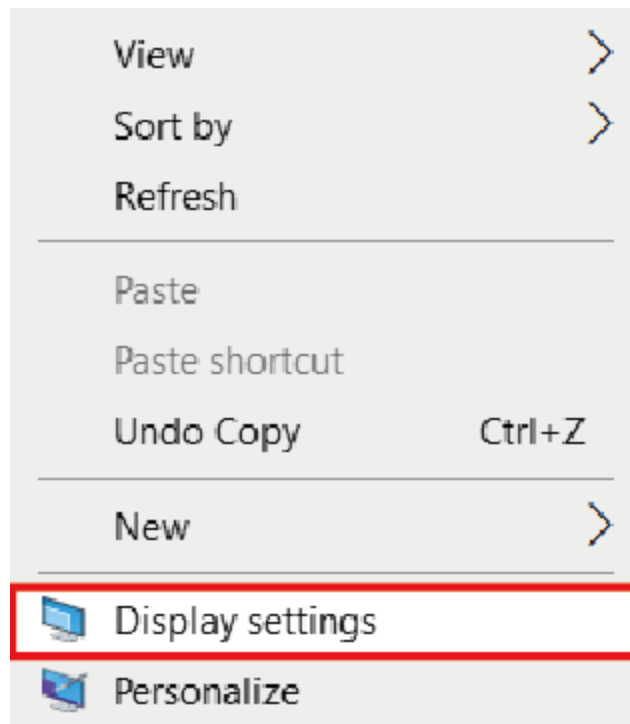 View
Sort by
Refresh
Paste
Paste shortcut
Undo Copy Ctrl+Z
New
Display settings
Personalize